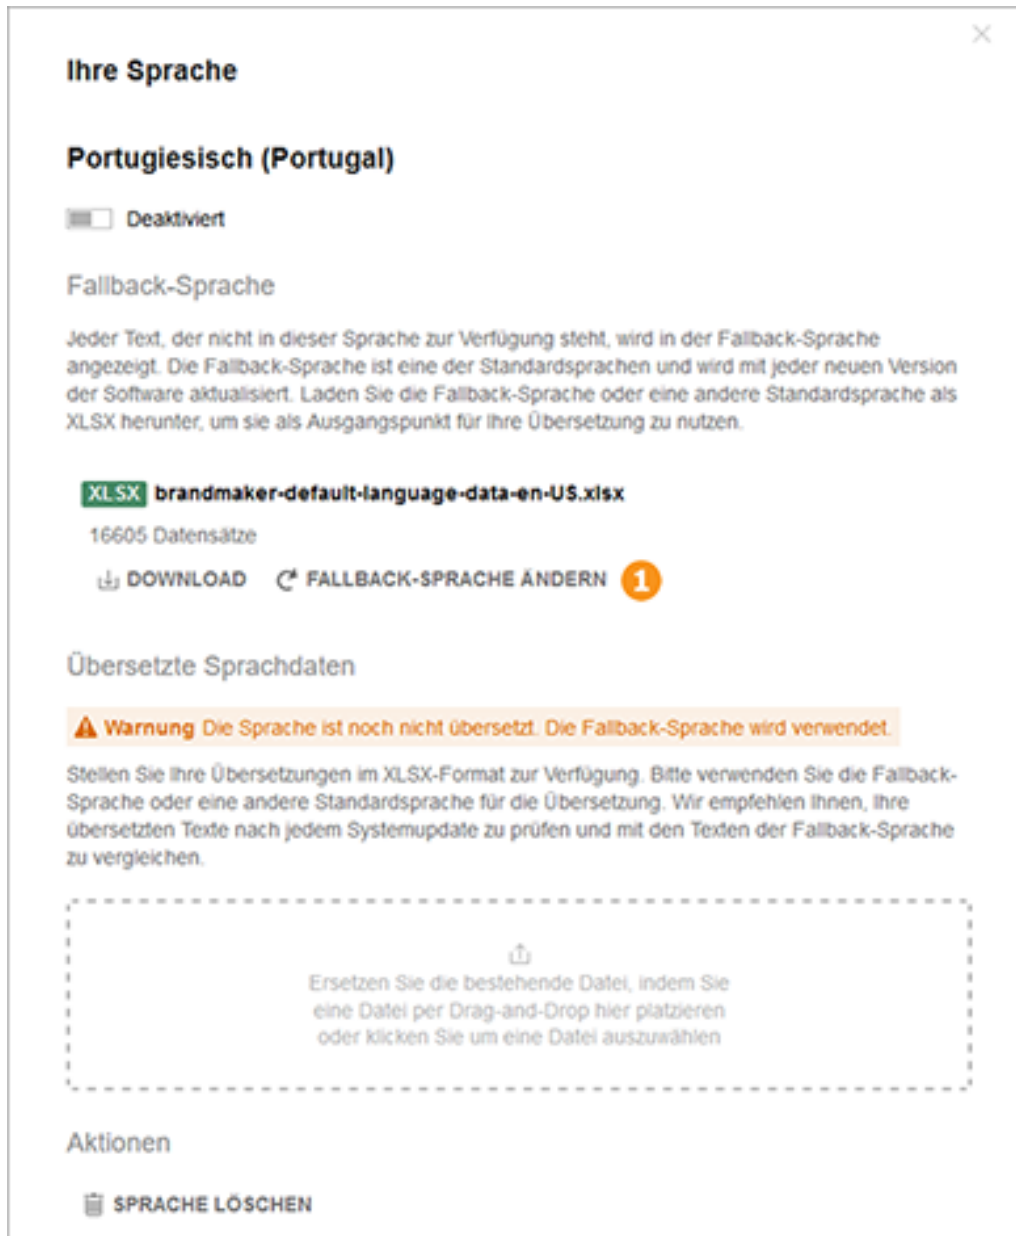 Ihre Sprache
Portugiesisch (Portugal)
Deaktiviert
Fallback-Sprache
Jeder Text, der nicht in dieser Sprache zur Verfügung steht, wird in der Fallback-Sprache
angezeigt. Die Fallback-Sprache ist eine der Standardsprachen und wird mit jeder neuen Version
der Software aktualisiert. Laden Sie die Fallback-Sprache oder eine andere Standardsprache als
XLSX herunter, um sie als Ausgangspunkt für Ihre Übersetzung zu nutzen.
XLSX brandmaker-default-language-data-en-US.xlsx
16605 Datensätze
DOWNLOAD FALLBACK-SPRACHE ÄNDERN 1
Übersetzte Sprachdaten
Warnung Die Sprache ist noch nicht übersetzt. Die Fallback-Sprache wird verwendet.
Stellen Sie Ihre Übersetzungen im XLSX-Format zur Verfügung. Bitte verwenden Sie die Fallback-
Sprache oder eine andere Standardsprache für die Übersetzung. Wir empfehlen Ihnen, Ihre
übersetzten Texte nach jedem Systemupdate zu prüfen und mit den Texten der Fallback-Sprache
zu vergleichen.
Ersetzen Sie die bestehende Datei, indem Sie
eine Datei per Drag-and-Drop hier platzieren
oder klicken Sie um eine Datei auszuwählen
Aktionen
SPRACHE LÖSCHEN